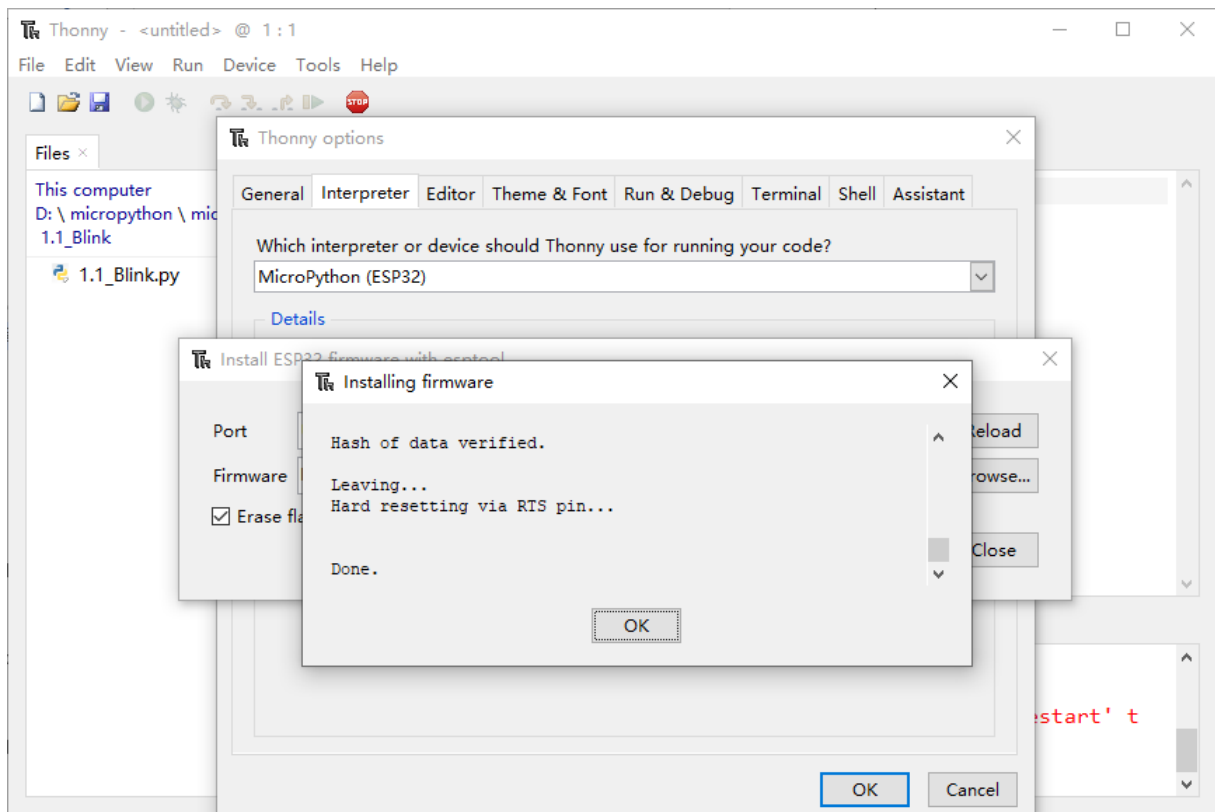 Thonny - <untitled> @ 1:1
File Edit View Run Device Tools Help
STOP
Files
This computer
D: \ micropython \ mic
1.1_Blink
1.1_Blink.py
Thonny options
General Interpreter Editor Theme & Font Run & Debug Terminal Shell Assistant
Which interpreter or device should Thonny use for running your code?
MicroPython (ESP32)
Details
Install ESP32 firmware with esptool
Installing firmware
Port
Firmware
Erase fla
Reload
rowse...
Close
Hash of data verified.
Leaving...
Hard resetting via RTS pin...
Done.
OK
estart' t
OK Cancel